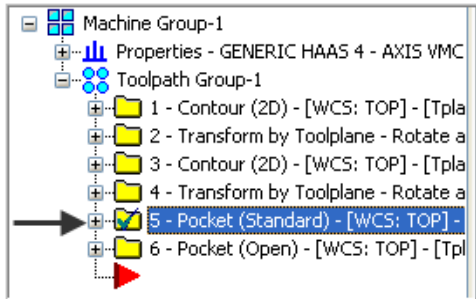 Machine Group-1
Properties - GENERIC HAAS 4 - AXIS VMC
Toolpath Group-1
1 - Contour (2D) - [WCS: TOP] - [Tpla
2 - Transform by Toolplane - Rotate a
3 - Contour (2D) - [WCS: TOP] - [Tpla
4 - Transform by Toolplane - Rotate a
5 - Pocket (Standard) - [WCS: TOP] -
6 - Pocket (Open) - [WCS: TOP] - [Tpl